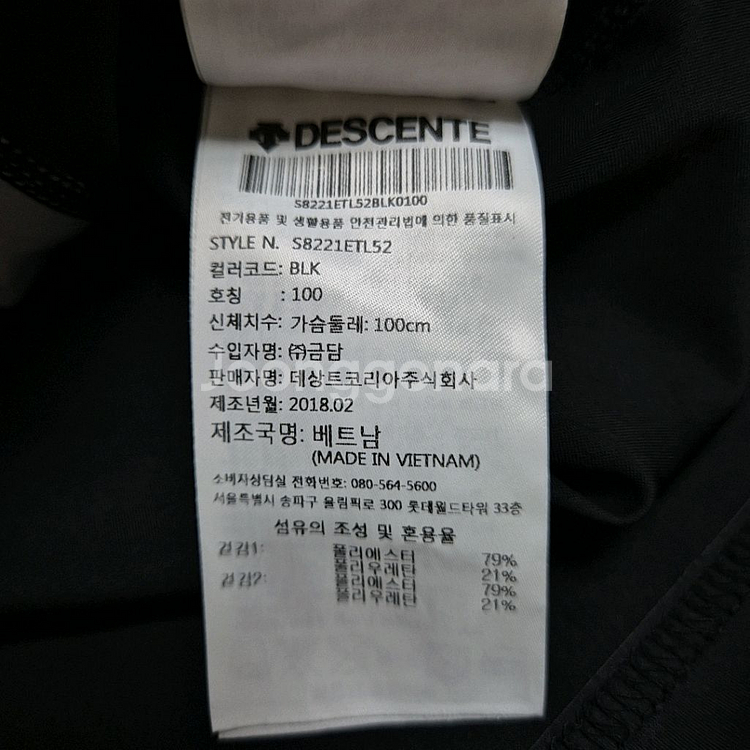 DESCENTE
S8221ETL52BLK0100
전기용품 및 생활용품 안전관리법에 의한 품질표시
STYLE N. S8221ETL52
컬러코드: BLK
호칭 : 100
신체치수: 가슴둘레: 100cm
수입자명: ㈜금담
판매자명: 데상트코리아주식회사
Joonggonara
제조년월: 2018.02
제조국명: 베트남
(MADE IN VIETNAM)
소비자상담실 전화번호: 080-564-5600
서울특별시 송파구 올림픽로 300 롯데월드타워 33층
섬유의 조성 및 혼용율
겉감1: 폴리에스터 79%
폴리우레탄 21%
겉감2: 폴리에스터 79%
폴리우레탄 21%